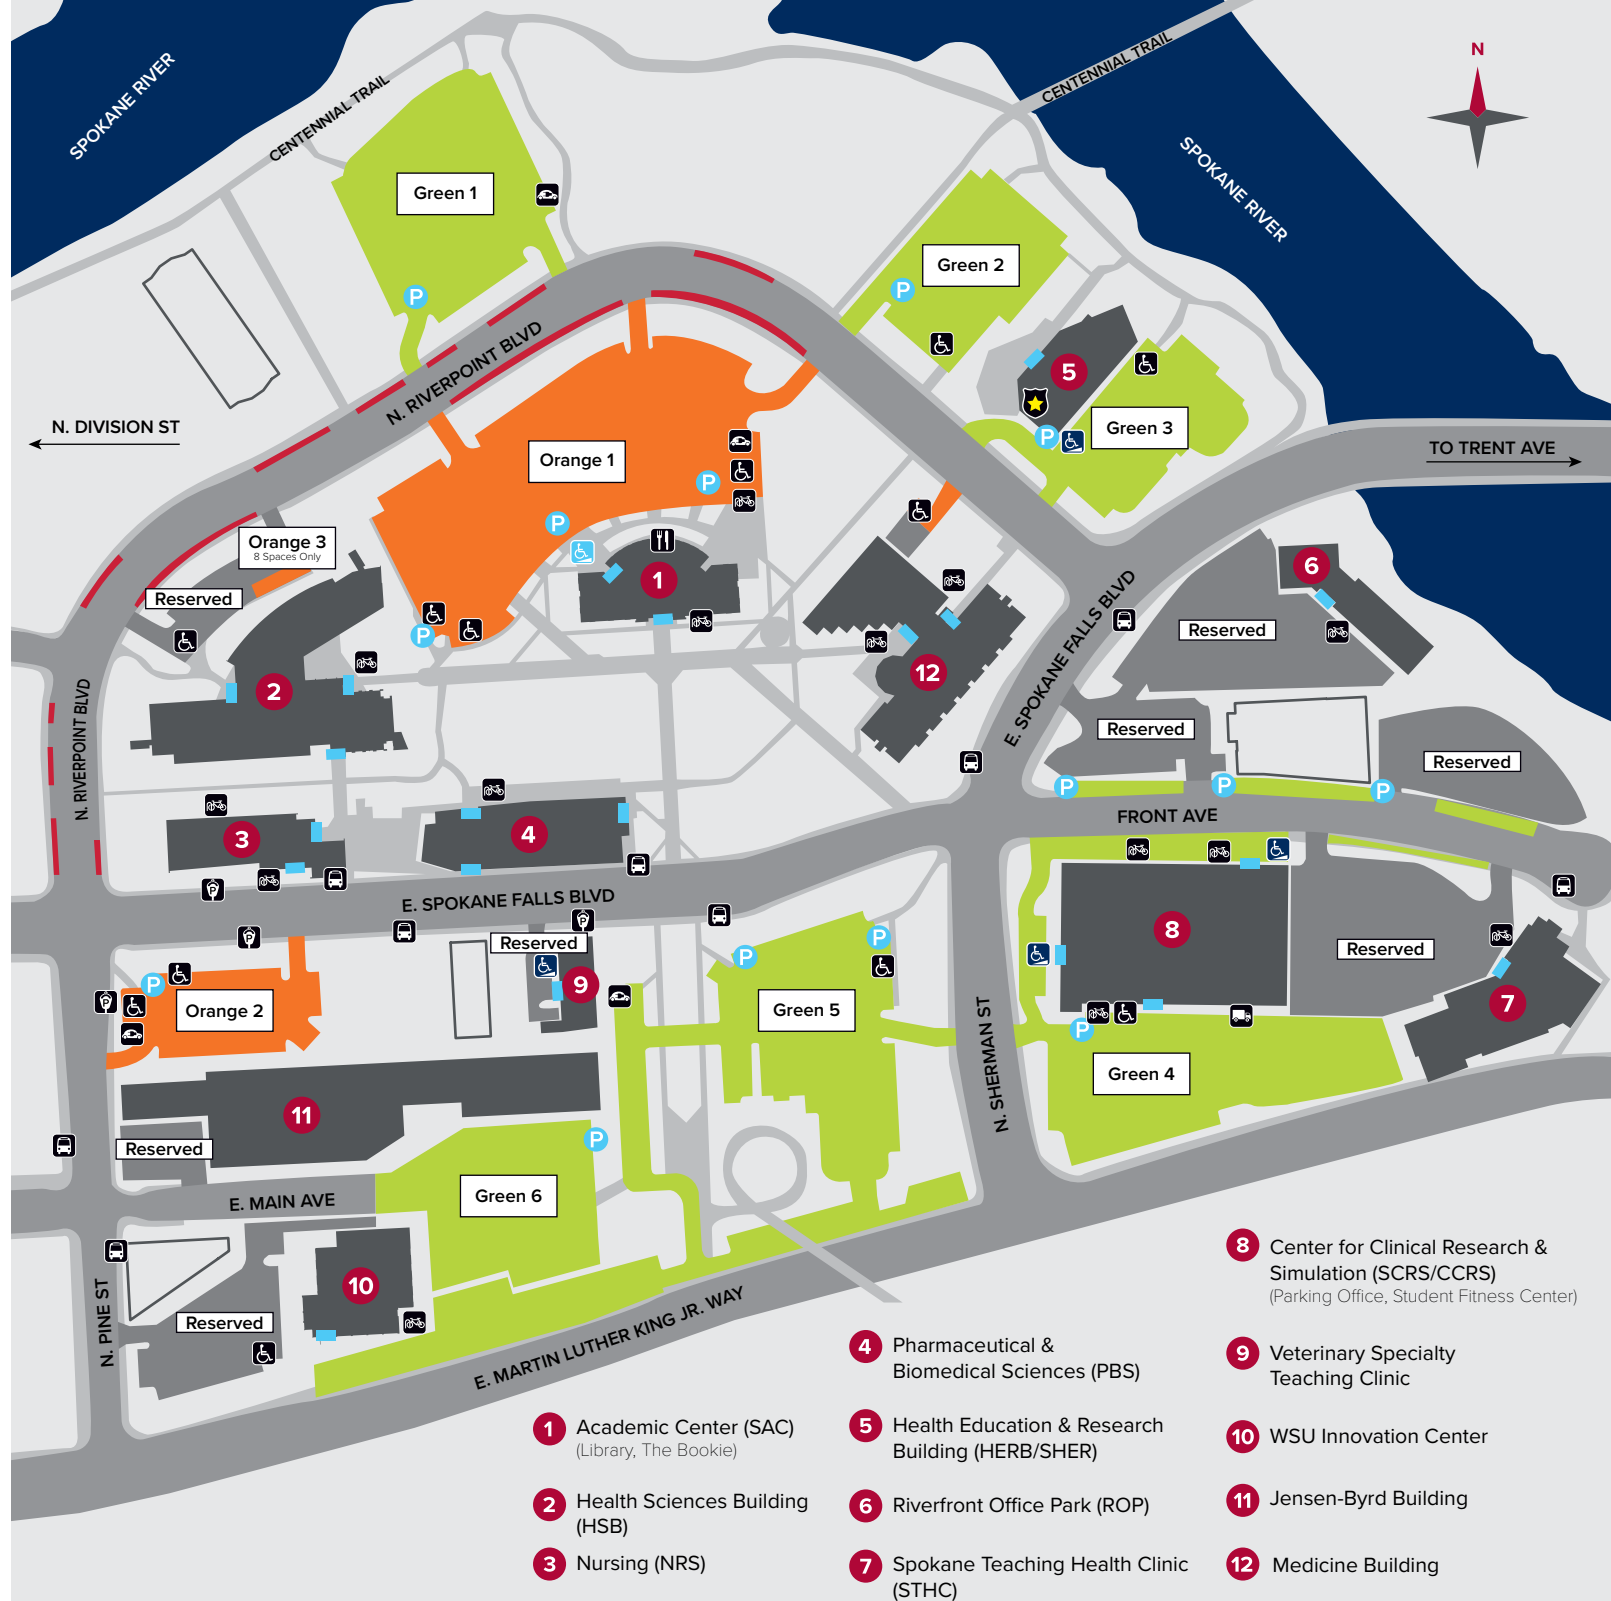 SPOKANE RIVER
CENTENNIAL TRAIL
CENTENNIAL TRAIL
N
SPOKANE RIVER
Green 1
P
Green 2
P
N. RIVERPOINT BLVD
5
N. DIVISION ST
Green 3
P
TO TRENT AVE
Orange 1
P
P
Orange 3
8 Spaces Only
Reserved
1
6
P
E. SPOKANE FALLS BLVD
Reserved
2
12
N. RIVERPOINT BLVD
Reserved
Reserved
P
P
P
FRONT AVE
3
4
P
E. SPOKANE FALLS BLVD
P
P
Reserved
8
Reserved
P
P
P
P
Orange 2
9
Green 5
7
N. SHERMAN ST
P
Green 4
11
Reserved
P
E. MAIN AVE
Green 6
10
N. PINE ST
Reserved
E. MARTIN LUTHER KING JR. WAY
1 Academic Center (SAC)
(Library, The Bookie)
2 Health Sciences Building
(HSB)
3 Nursing (NRS)
4 Pharmaceutical &
Biomedical Sciences (PBS)
5 Health Education & Research
Building (HERB/SHER)
6 Riverfront Office Park (ROP)
7 Spokane Teaching Health Clinic
(STHC)
8 Center for Clinical Research &
Simulation (SCRS/CCRS)
(Parking Office, Student Fitness Center)
9 Veterinary Specialty
Teaching Clinic
10 WSU Innovation Center
11 Jensen-Byrd Building
12 Medicine Building